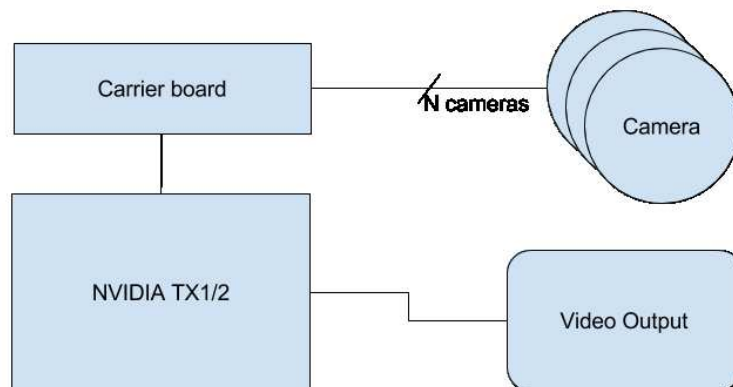 Carrier board
N cameras
Camera
NVIDIA TX1/2
Video Output